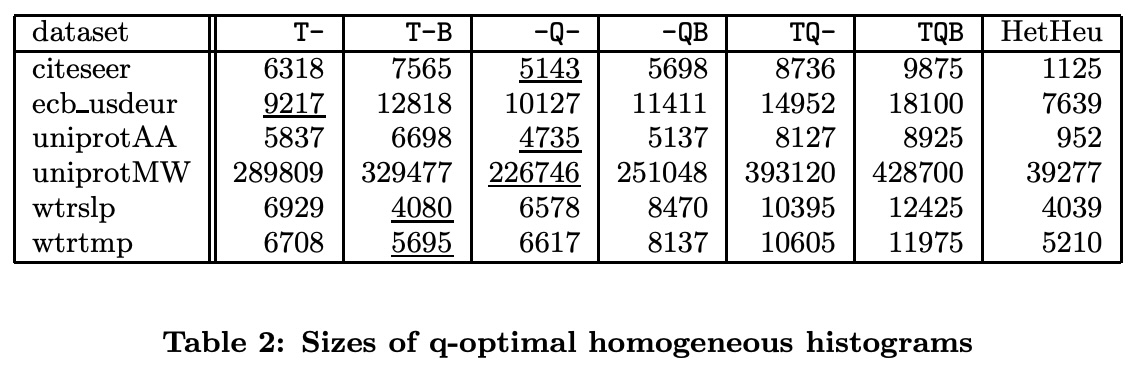 dataset T- T-B -Q- -QB TQ- TQB HetHeu
citeseer 6318 7565 5143 5698 8736 9875 1125
ecb_usdeur 9217 12818 10127 11411 14952 18100 7639
uniprotAA 5837 6698 4735 5137 8127 8925 952
uniprotMW 289809 329477 226746 251048 393120 428700 39277
wtrslp 6929 4080 6578 8470 10395 12425 4039
wtrtmp 6708 5695 6617 8137 10605 11975 5210
Table 2: Sizes of q-optimal homogeneous histograms